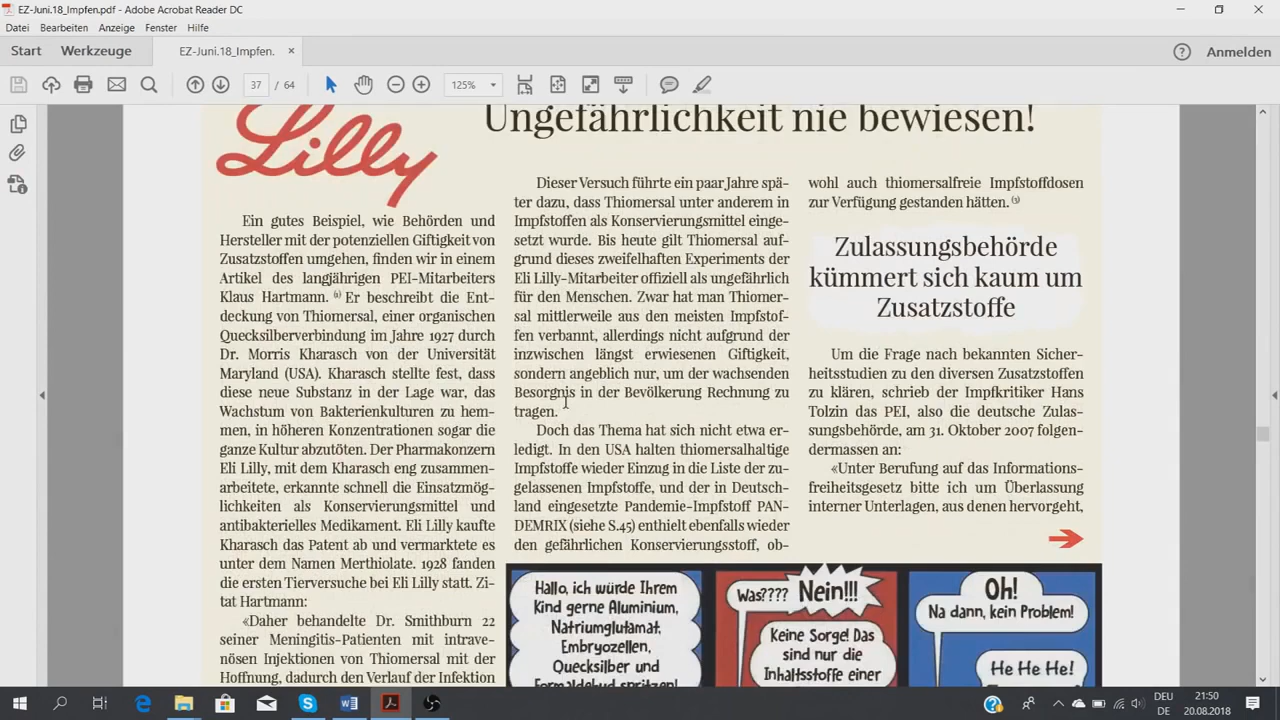 EZ-Juni.18_Impfen.pdf - Adobe Acrobat Reader DC
Datei Bearbeiten Anzeige Fenster Hilfe
Start Werkzeuge EZ-Juni.18_Impfen. × Anmelden
37 / 64 125%
Lilly
Ungefährlichkeit nie bewiesen!
Ein gutes Beispiel, wie Behörden und
Hersteller mit der potenziellen Giftigkeit von
Zusatzstoffen umgehen, finden wir in einem
Artikel des langjährigen PEI-Mitarbeiters
Klaus Hartmann. (1) Er beschreibt die Ent-
deckung von Thiomersal, einer organischen
Quecksilberverbindung im Jahre 1927 durch
Dr. Morris Kharasch von der Universität
Maryland (USA). Kharasch stellte fest, dass
diese neue Substanz in der Lage war, das
Wachstum von Bakterienkulturen zu hem-
men, in höheren Konzentrationen sogar die
ganze Kultur abzutöten. Der Pharmakonzern
Eli Lilly, mit dem Kharasch eng zusammen-
arbeitete, erkannte schnell die Einsatzmög-
lichkeiten als Konservierungsmittel und
antibakterielles Medikament. Eli Lilly kaufte
Kharasch das Patent ab und vermarktete es
unter dem Namen Merthiolate. 1928 fanden
die ersten Tierversuche bei Eli Lilly statt. Zi-
tat Hartmann:
«Daher behandelte Dr. Smithburn 22
seiner Meningitis-Patienten mit intrave-
nösen Injektionen von Thiomersal mit der
Hoffnung, dadurch den Verlauf der Infektion
Dieser Versuch führte ein paar Jahre spä-
ter dazu, dass Thiomersal unter anderem in
Impfstoffen als Konservierungsmittel einge-
setzt wurde. Bis heute gilt Thiomersal auf-
grund dieses zweifelhaften Experiments der
Eli Lilly-Mitarbeiter offiziell als ungefährlich
für den Menschen. Zwar hat man Thiomer-
sal mittlerweile aus den meisten Impfstof-
fen verbannt, allerdings nicht aufgrund der
inzwischen längst erwiesenen Giftigkeit,
sondern angeblich nur, um der wachsenden
Besorgnis in der Bevölkerung Rechnung zu
tragen.
Doch das Thema hat sich nicht etwa er-
ledigt. In den USA halten thiomersalhaltige
Impfstoffe wieder Einzug in die Liste der zu-
gelassenen Impfstoffe, und der in Deutsch-
land eingesetzte Pandemie-Impfstoff PAN-
DEMRIX (siehe S.45) enthielt ebenfalls wieder
den gefährlichen Konservierungsstoff, ob-
wohl auch thiomersalfreie Impfstoffdosen
zur Verfügung gestanden hätten. (3)
Zulassungsbehörde
kümmert sich kaum um
Zusatzstoffe
Um die Frage nach bekannten Sicher-
heitsstudien zu den diversen Zusatzstoffen
zu klären, schrieb der Impfkritiker Hans
Tolzin das PEI, also die deutsche Zulas-
sungsbehörde, am 31. Oktober 2007 folgen-
dermassen an:
«Unter Berufung auf das Informations-
freiheitsgesetz bitte ich um Überlassung
interner Unterlagen, aus denen hervorgeht,
Hallo, ich würde Ihrem
Kind gerne Aluminium,
Natriumglutamat,
Embryozellen,
Quecksilber und
Formaldehyd spritzen!
Was???? Nein!!!
Keine Sorge! Das
sind nur die
Inhaltsstoffe einer
Oh!
Na dann, kein Problem!
He He He!
DEU 21:50
DE 20.08.2018